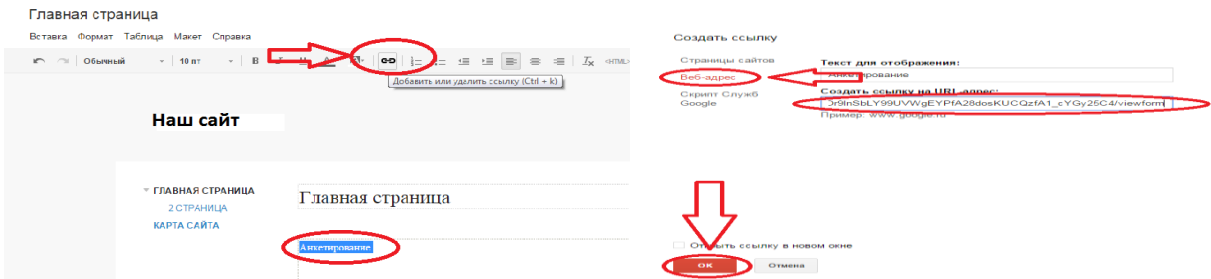 Главная страница
Вставка Формат Таблица Макет Справка
Обычный 10 пт B <HTML>
Добавить или удалить ссылку (Ctrl + k)
Наш сайт
ГЛАВНАЯ СТРАНИЦА
2 СТРАНИЦА
КАРТА САЙТА
Главная страница
Анкетирование
Создать ссылку
Страницы сайтов
Веб-адрес
Скрипт Служб
Google
Текст для отображения:
Анкетирование
Создать ссылку на URL-адрес:
Пример: www.google.ru
Открыть ссылку в новом окне
ОК Отмена